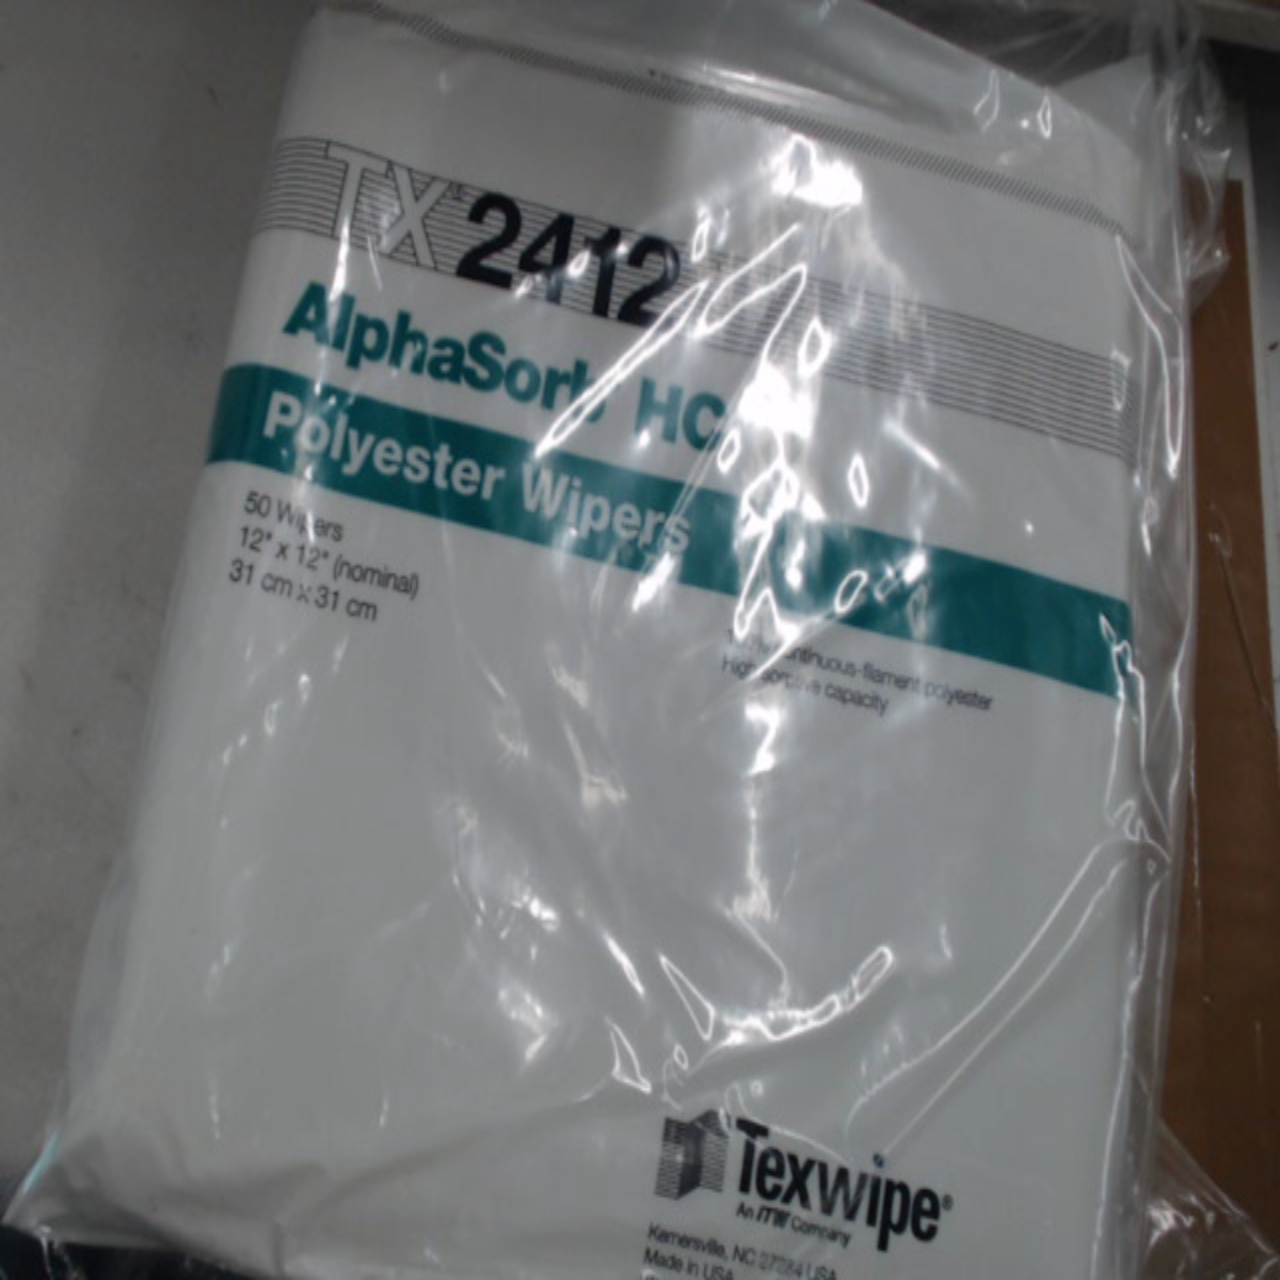 TX 2412
AlphaSorb HC
Polyester Wipers
50 Wipers
12" x 12" (nominal)
31 cm x 31 cm
continuous-filament polyester
High sorptive capacity
Texwipe®
An ITW Company
Kernersville, NC 27284 USA
Made in USA